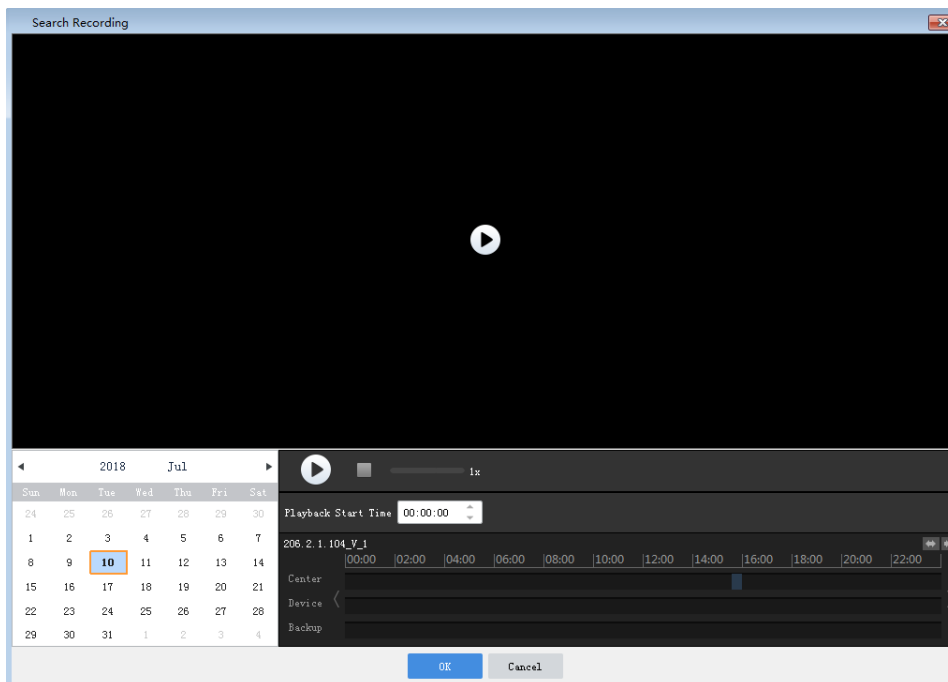 Search Recording
2018 Jul
Sun Mon Tue Wed Thu Fri Sat
24 25 26 27 28 29 30
1 2 3 4 5 6 7
8 9 10 11 12 13 14
15 16 17 18 19 20 21
22 23 24 25 26 27 28
29 30 31 1 2 3 4
1x
Playback Start Time 00:00:00
206.2.1.104_V_1
00:00 02:00 04:00 06:00 08:00 10:00 12:00 14:00 16:00 18:00 20:00 22:00
Center
Device
Backup
OK Cancel